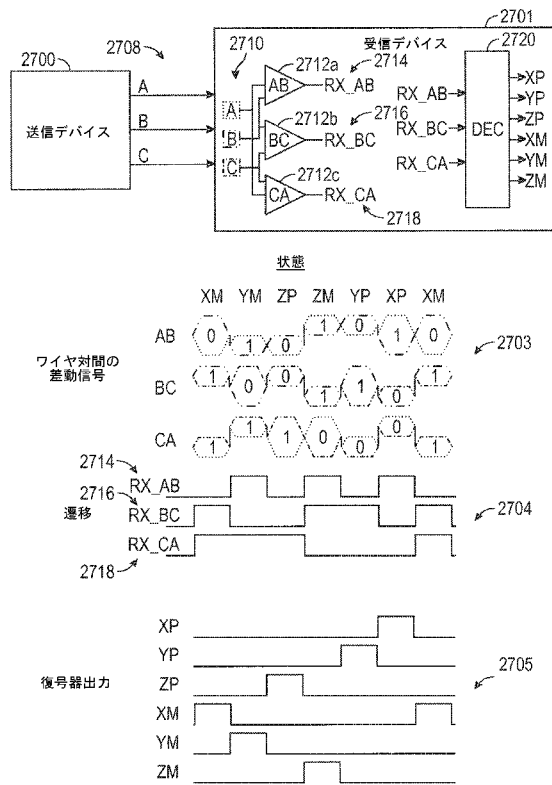 2701
2700
2708
2710
2712a
受信デバイス
2720
2714
AB
RX_AB
XP
A
A
RX_AB
YP
送信デバイス
B
B
2712b
2716
BC
RX_BC
RX_BC
DEC
ZP
XM
C
C
2712c
RX_CA
YM
CA
RX_CA
ZM
2718
状態
XM YM ZP ZM YP XP XM
AB 0 1 0 1 0 1 0
2703
ワイヤ対間の
差動信号
BC 1 0 0 1 1 0 1
CA 1 1 1 0 0 0 1
2714
RX_AB
2716
遷移
RX_BC
2704
RX_CA
2718
XP
YP
2705
復号器出力
ZP
XM
YM
ZM